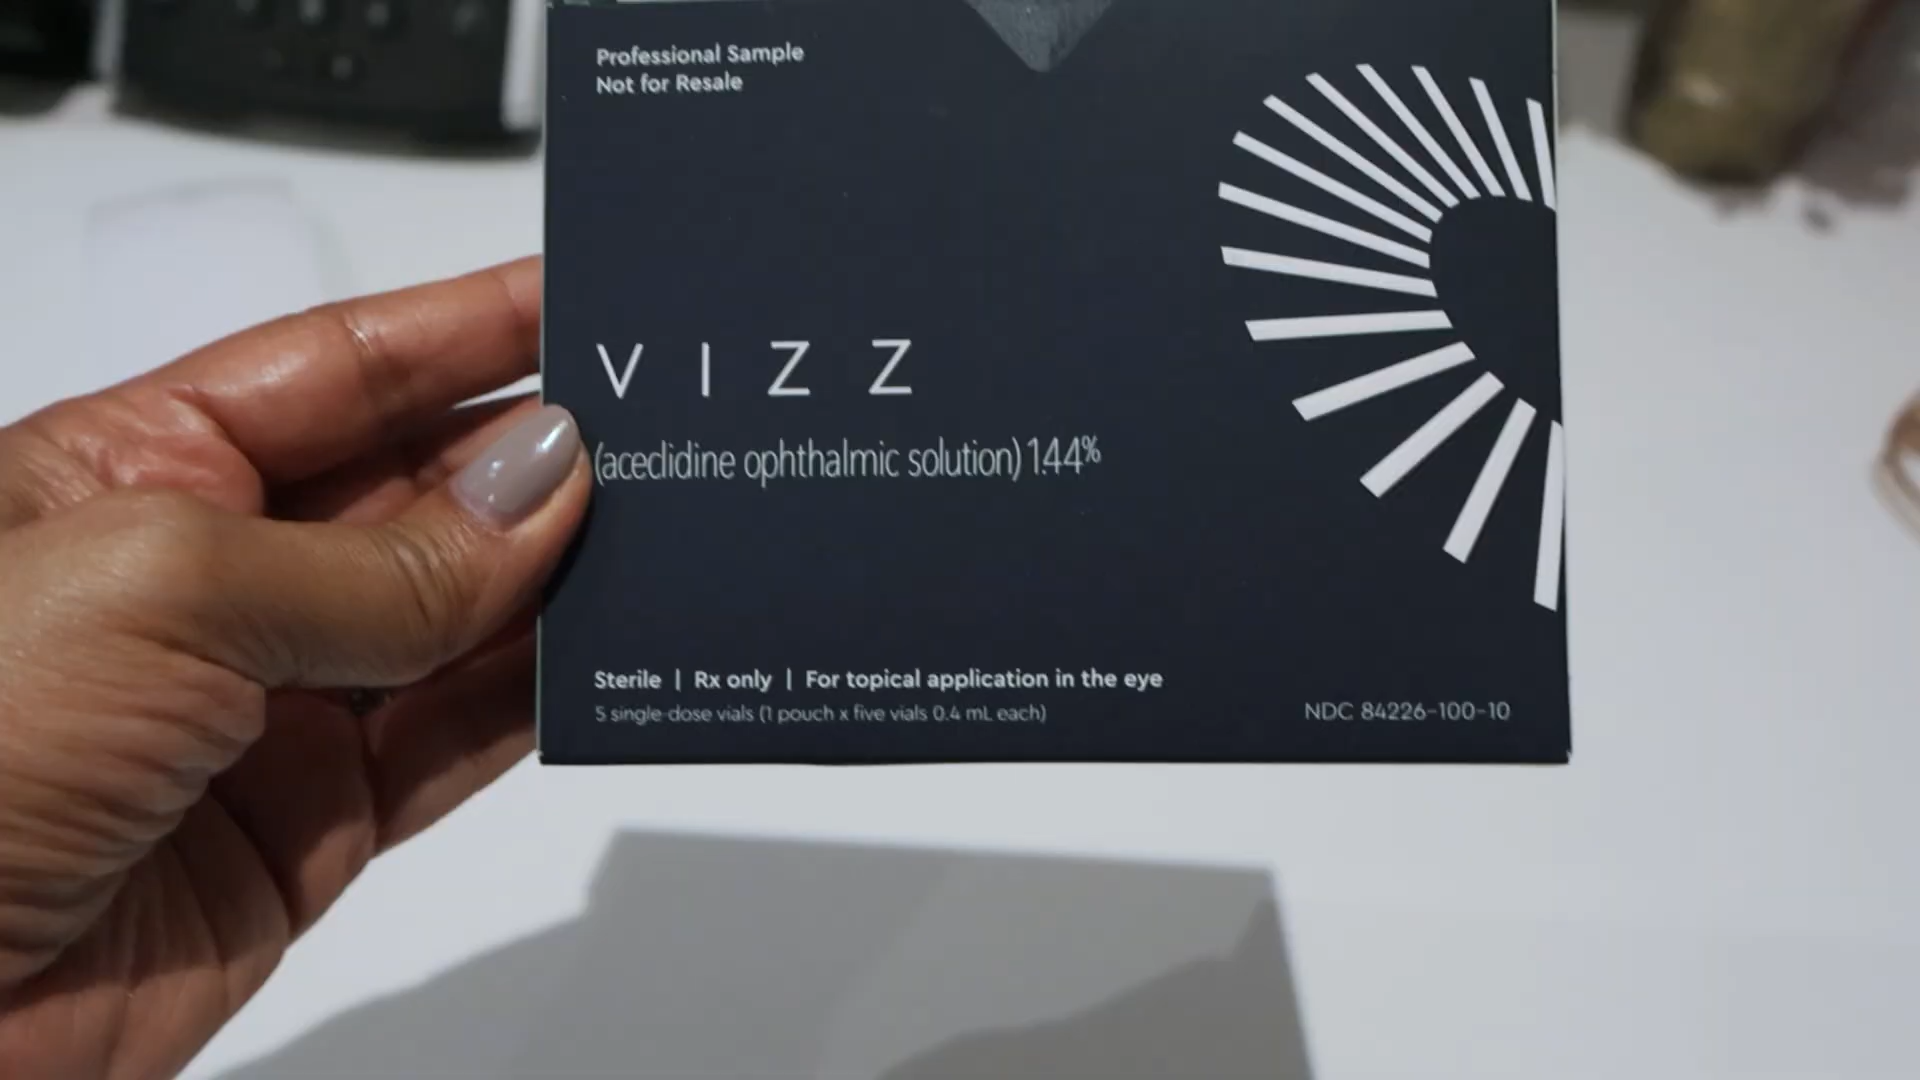 Professional Sample
Not for Resale
VIZZ
(aceclidine ophthalmic solution) 1.44%
Sterile | Rx only | For topical application in the eye
5 single-dose vials (1 pouch x five vials 0.4 mL each)
NDC 84226-100-10